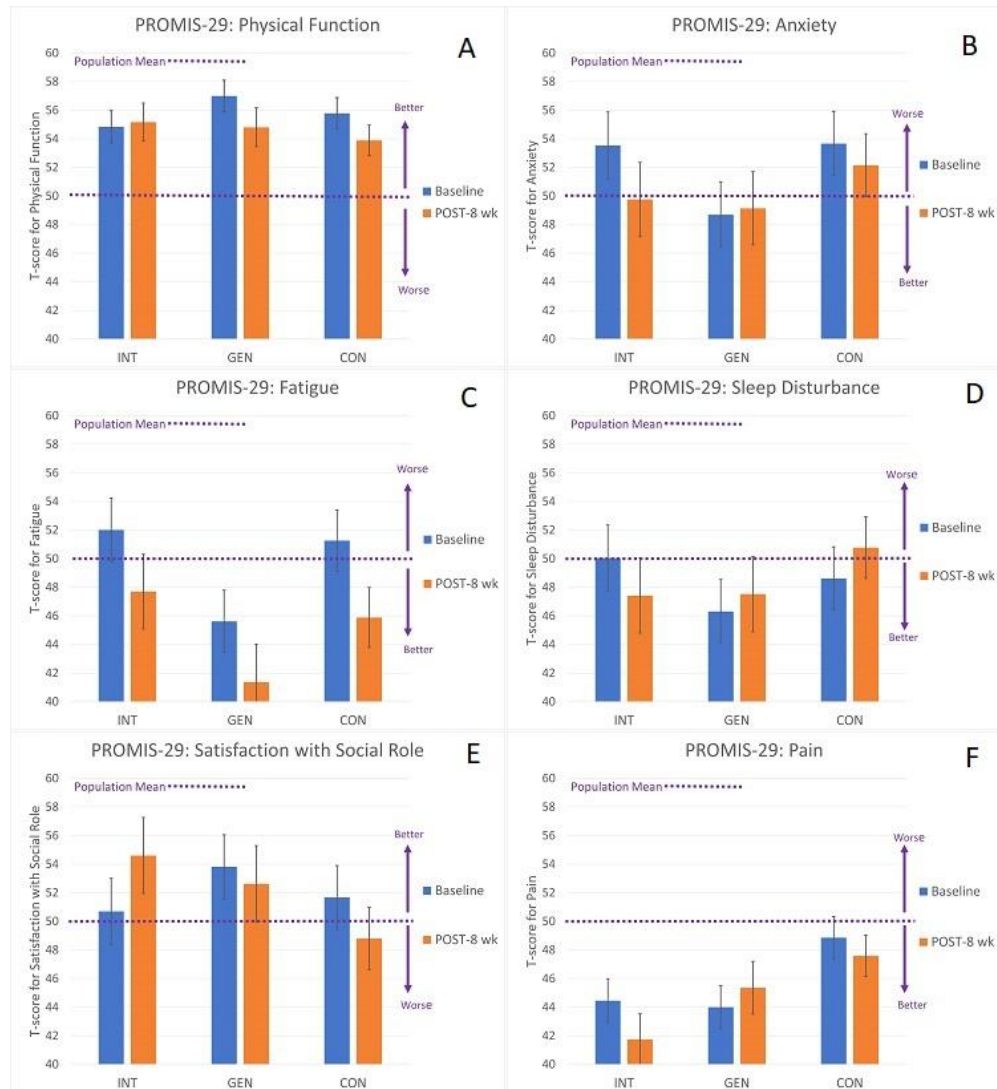 PROMIS-29: Physical Function
A
Population Mean
60
58
56
54
52
50
48
46
44
42
40
T-score for Physical Function
Better
Worse
Baseline
POST-8 wk
INT GEN CON
PROMIS-29: Anxiety
B
Population Mean
60
58
56
54
52
50
48
46
44
42
40
T-score for Anxiety
Worse
Better
Baseline
POST-8 wk
INT GEN CON
PROMIS-29: Fatigue
C
Population Mean
60
58
56
54
52
50
48
46
44
42
40
T-score for Fatigue
Worse
Better
Baseline
POST-8 wk
INT GEN CON
PROMIS-29: Sleep Disturbance
D
Population Mean
60
58
56
54
52
50
48
46
44
42
40
T-score for Sleep Disturbance
Worse
Better
Baseline
POST-8 wk
INT GEN CON
PROMIS-29: Satisfaction with Social Role
E
Population Mean
60
58
56
54
52
50
48
46
44
42
40
T-score for Satisfaction with Social Role
Better
Worse
Baseline
POST-8 wk
INT GEN CON
PROMIS-29: Pain
F
Population Mean
60
58
56
54
52
50
48
46
44
42
40
T-score for Pain
Worse
Better
Baseline
POST-8 wk
INT GEN CON